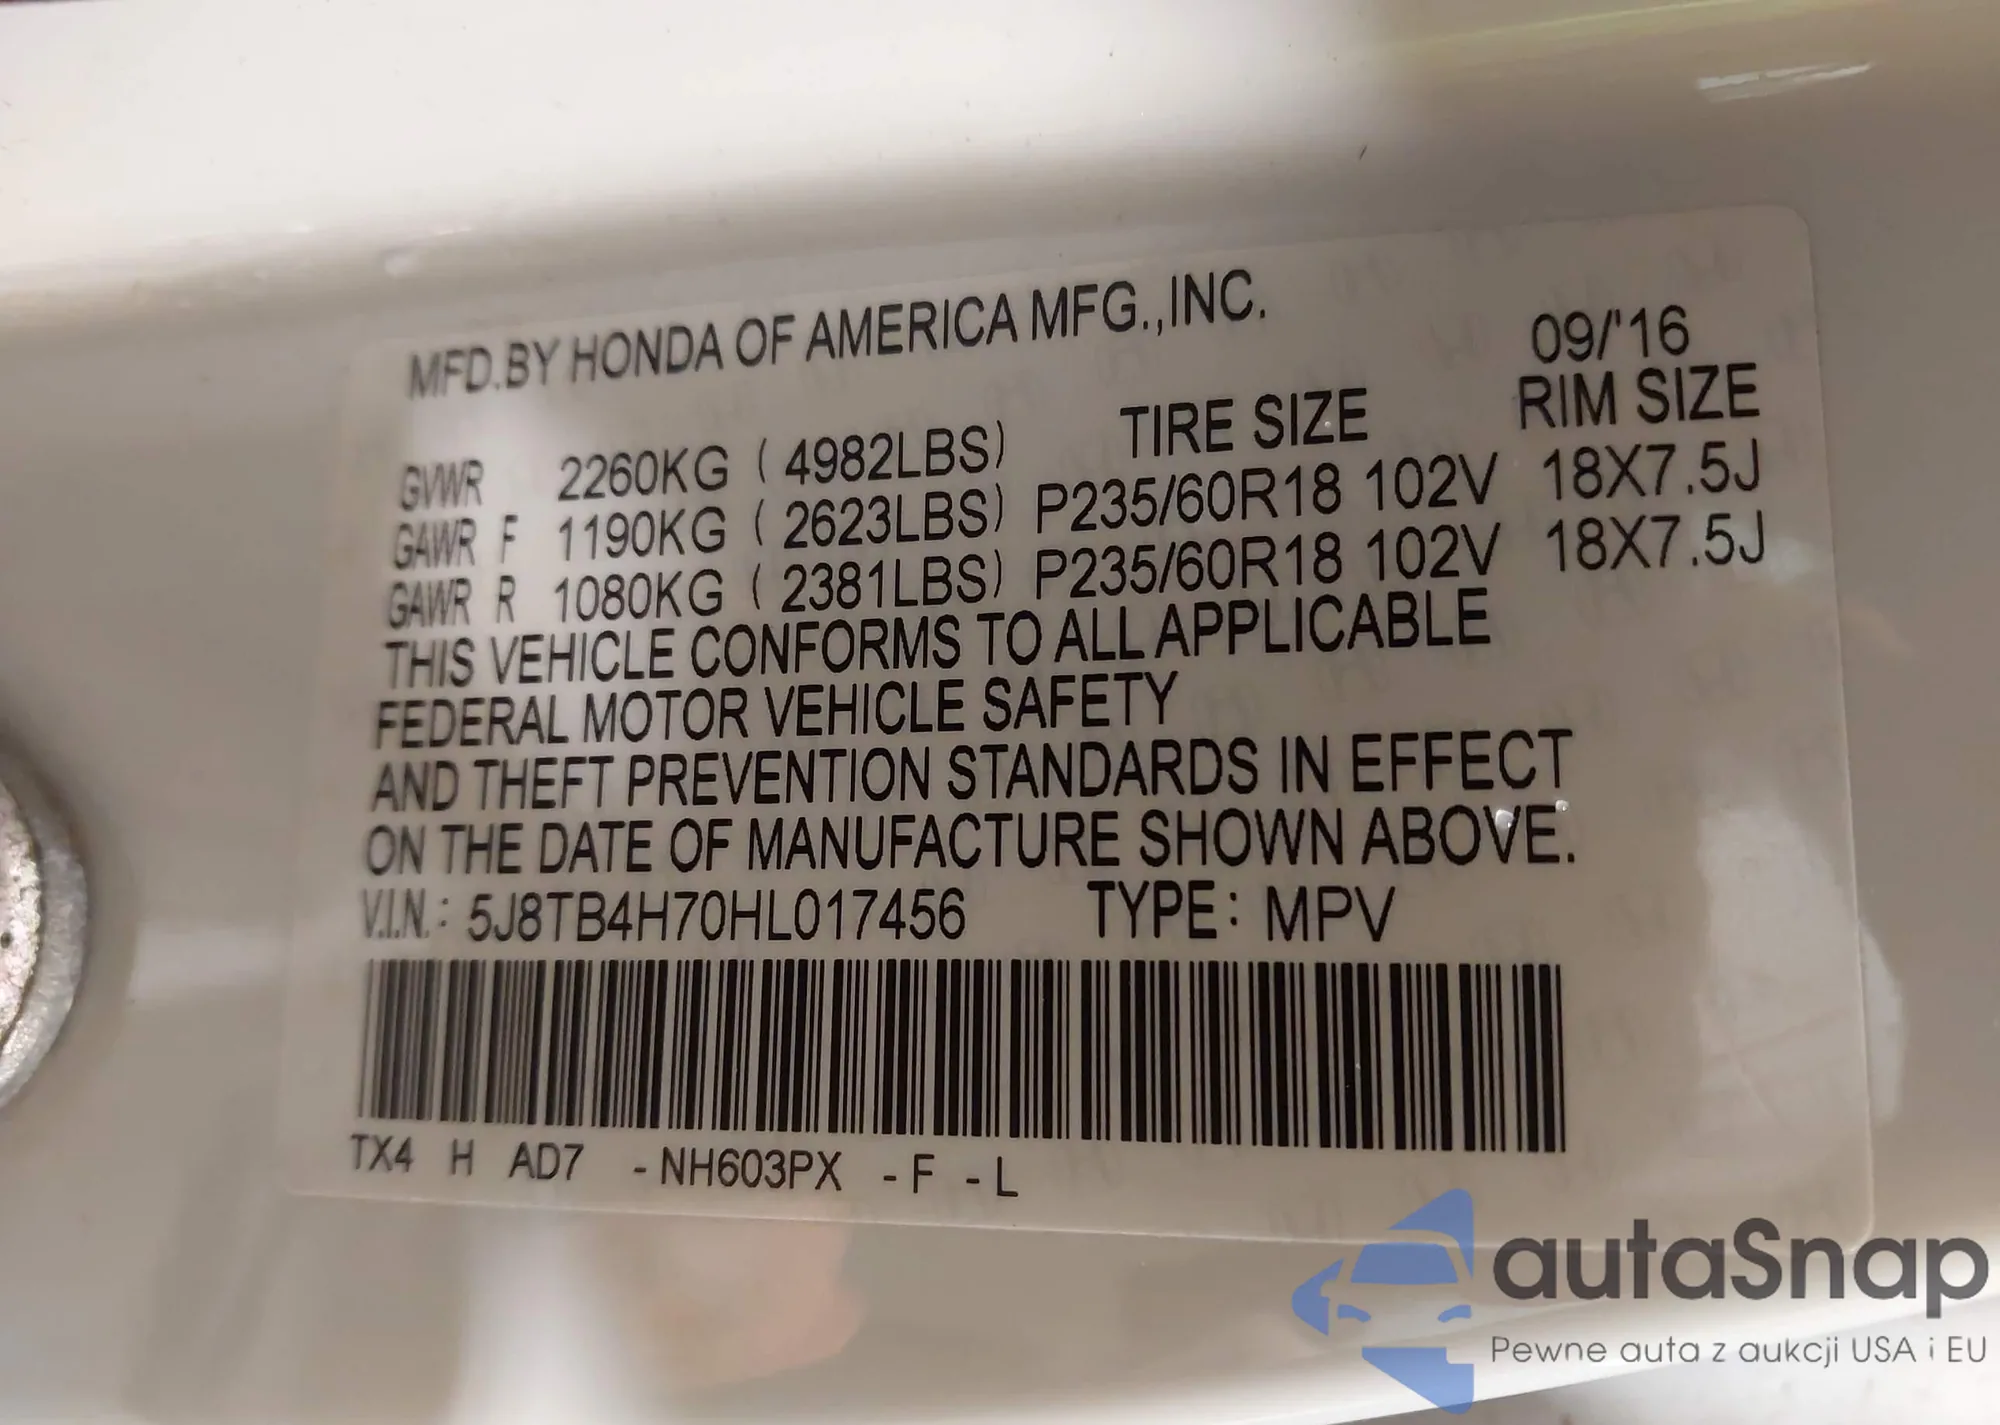 MFD.BY HONDA OF AMERICA MFG.,INC.
09/'16
TIRE SIZE RIM SIZE
GVWR 2260KG ( 4982LBS)
GAWR F 1190KG ( 2623LBS) P235/60R18 102V 18X7.5J
GAWR R 1080KG ( 2381LBS) P235/60R18 102V 18X7.5J
THIS VEHICLE CONFORMS TO ALL APPLICABLE
FEDERAL MOTOR VEHICLE SAFETY
AND THEFT PREVENTION STANDARDS IN EFFECT
ON THE DATE OF MANUFACTURE SHOWN ABOVE.
V.I.N.: 5J8TB4H70HL017456 TYPE: MPV
TX4 H AD7 -NH603PX -F -L
autaSnap
Pewne auta z aukcji USA i EU